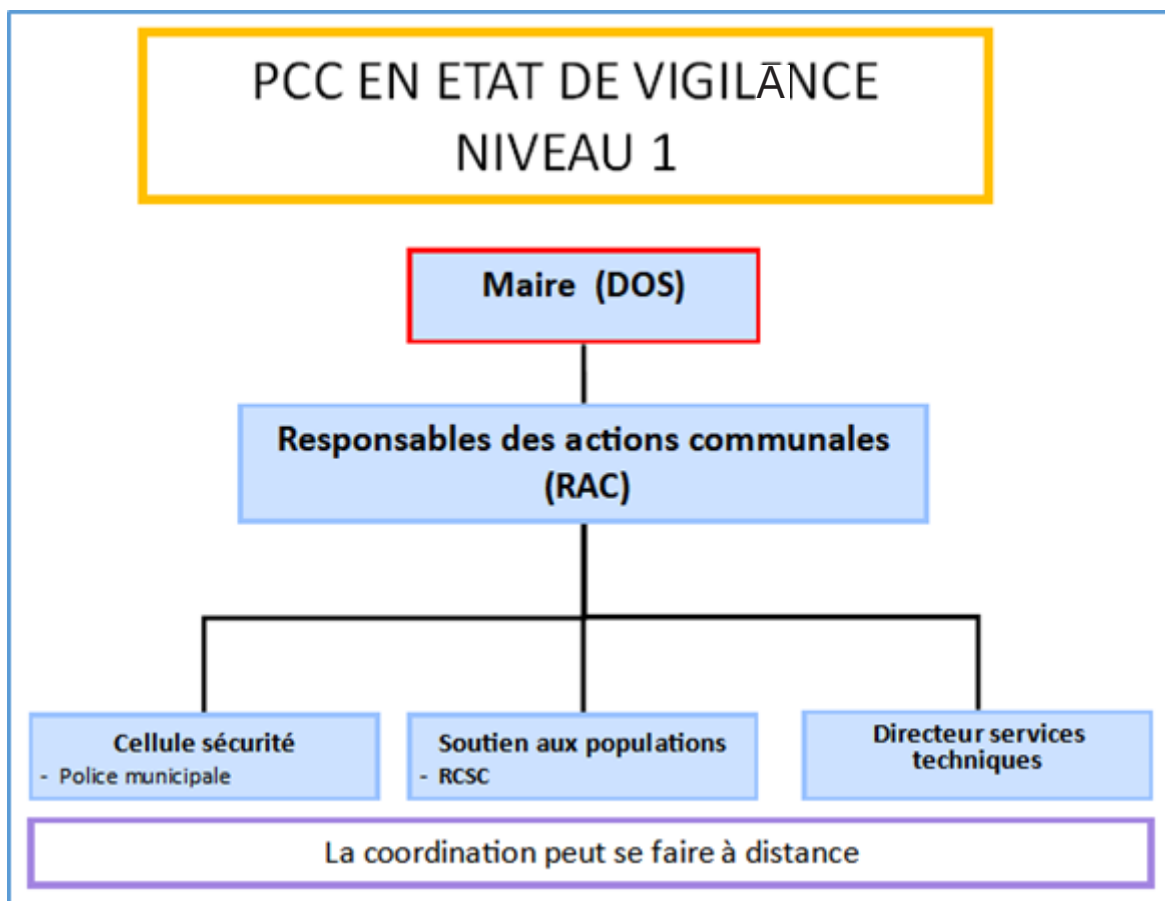 PCC EN ETAT DE VIGILĀNCE
NIVEAU 1
Maire (DOS)
Responsables des actions communales
(RAC)
Cellule sécurité
- Police municipale
Soutien aux populations
- RCSC
Directeur services
techniques
La coordination peut se faire à distance